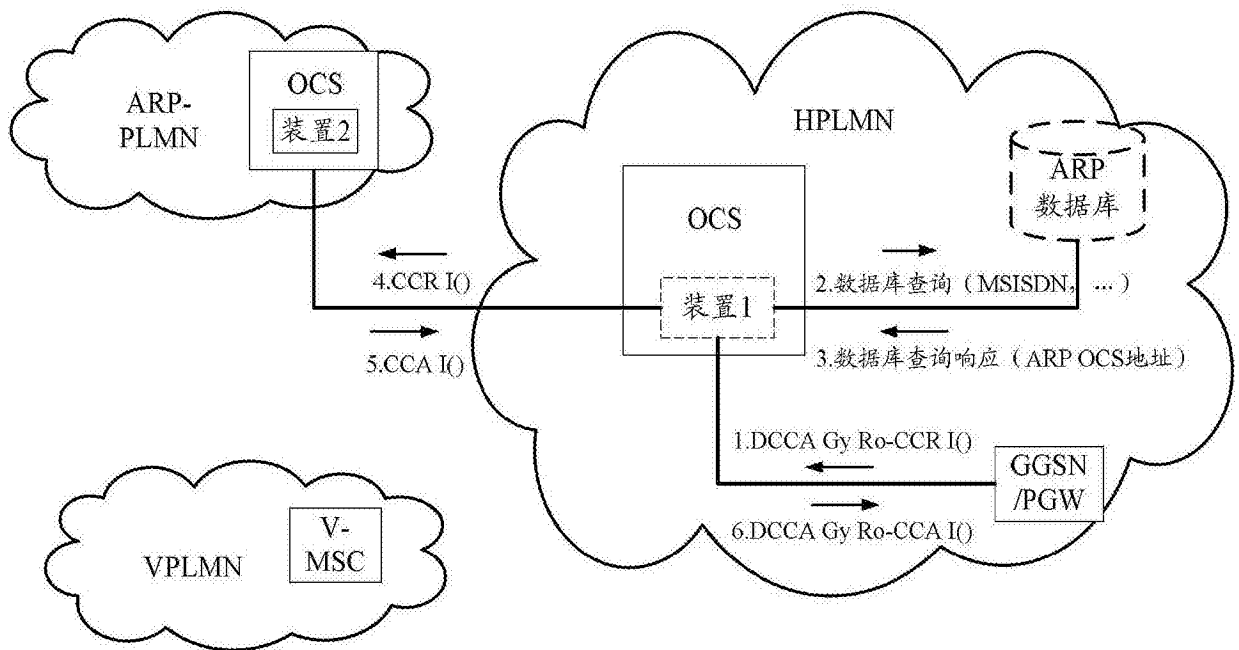 ARP-
PLMN
OCS
装置2
HPLMN
ARP
数据库
OCS
装置1
4.CCR I()
5.CCA I()
2.数据库查询（MSISDN，…）
3.数据库查询响应（ARP OCS地址）
1.DCCA Gy Ro-CCR I()
6.DCCA Gy Ro-CCA I()
GGSN
/PGW
VPLMN
V-
MSC